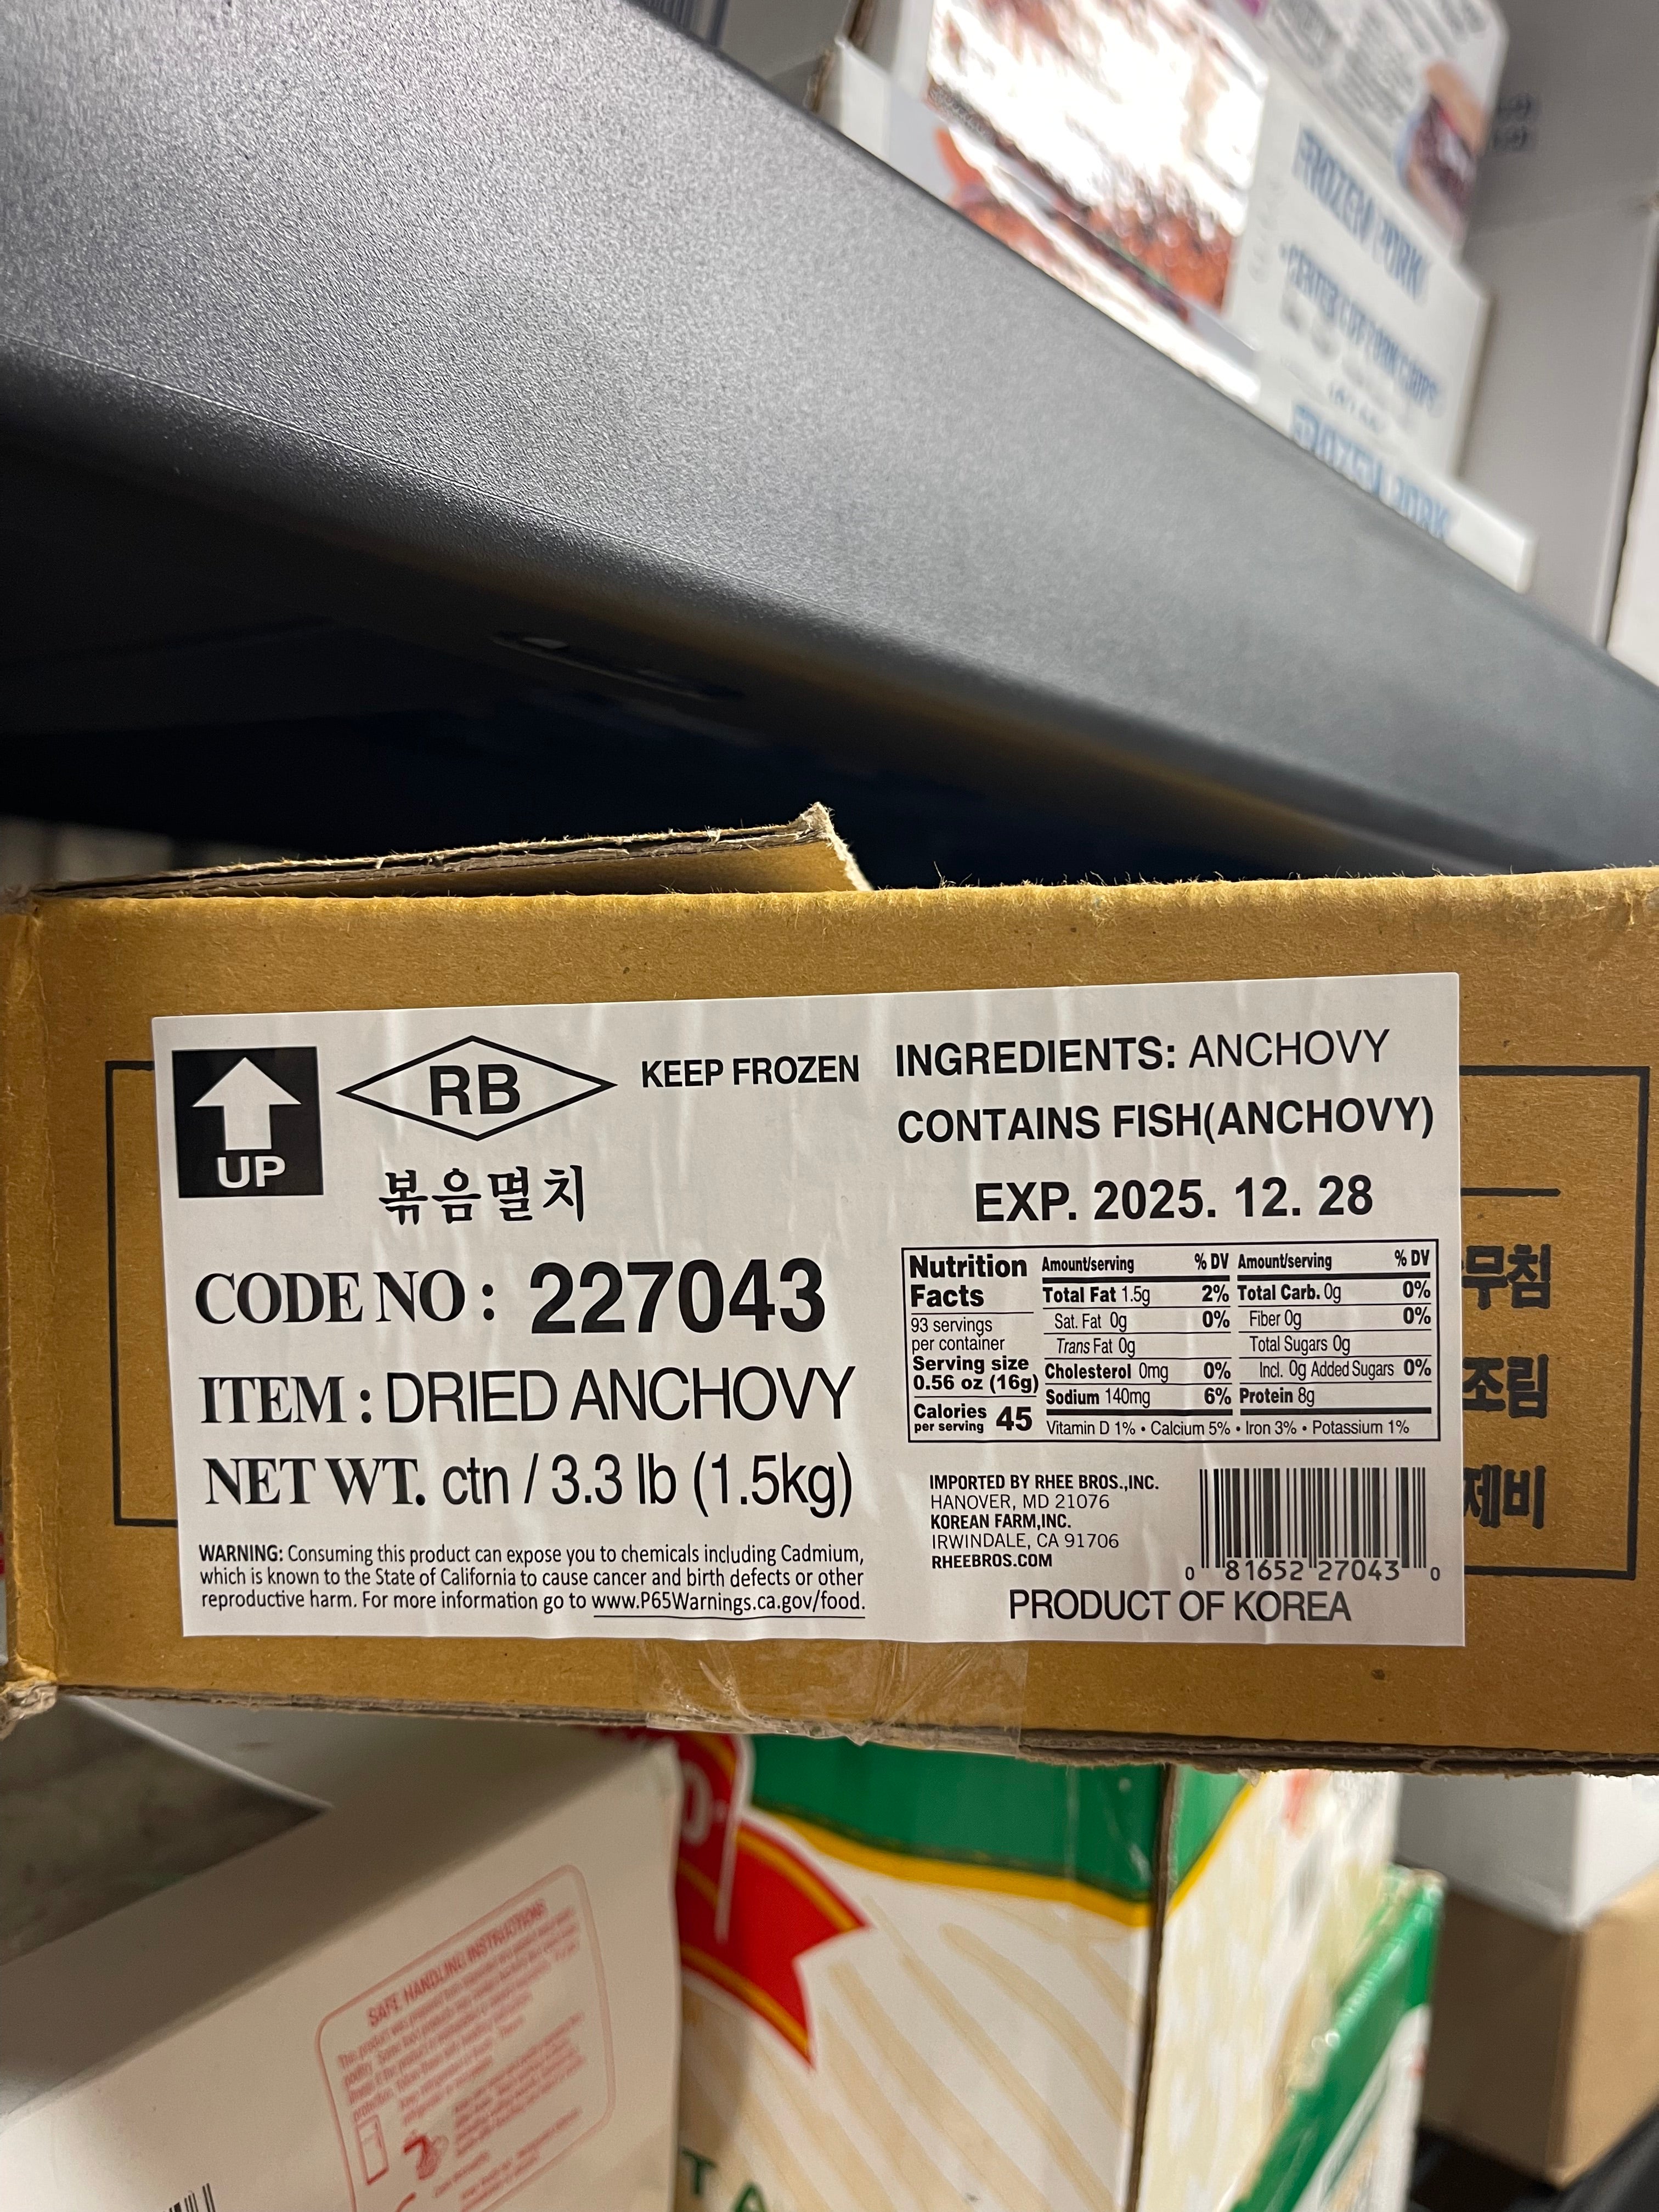 FROZEN PORK
FROZEN PORK
UP
RB
KEEP FROZEN
볶음멸치
CODE NO : 227043
ITEM : DRIED ANCHOVY
NET WT. ctn / 3.3 lb (1.5kg)
WARNING: Consuming this product can expose you to chemicals including Cadmium,
which is known to the State of California to cause cancer and birth defects or other
reproductive harm. For more information go to www.P65Warnings.ca.gov/food.
INGREDIENTS: ANCHOVY
CONTAINS FISH(ANCHOVY)
EXP. 2025. 12. 28
Nutrition
Facts
93 servings
per container
Serving size
0.56 oz (16g)
Calories
per serving 45
Amount/serving % DV
Total Fat 1.5g 2%
Sat. Fat 0g 0%
Trans Fat 0g
Cholesterol 0mg 0%
Sodium 140mg 6%
Amount/serving % DV
Total Carb. 0g 0%
Fiber 0g 0%
Total Sugars 0g
Incl. 0g Added Sugars 0%
Protein 8g
Vitamin D 1% • Calcium 5% • Iron 3% • Potassium 1%
IMPORTED BY RHEE BROS.,INC.
HANOVER, MD 21076
KOREAN FARM,INC.
IRWINDALE, CA 91706
RHEEBROS.COM
0 81652 27043 0
PRODUCT OF KOREA
무침
조림
제비
SAFE HANDLING INSTRUCTIONS
TA